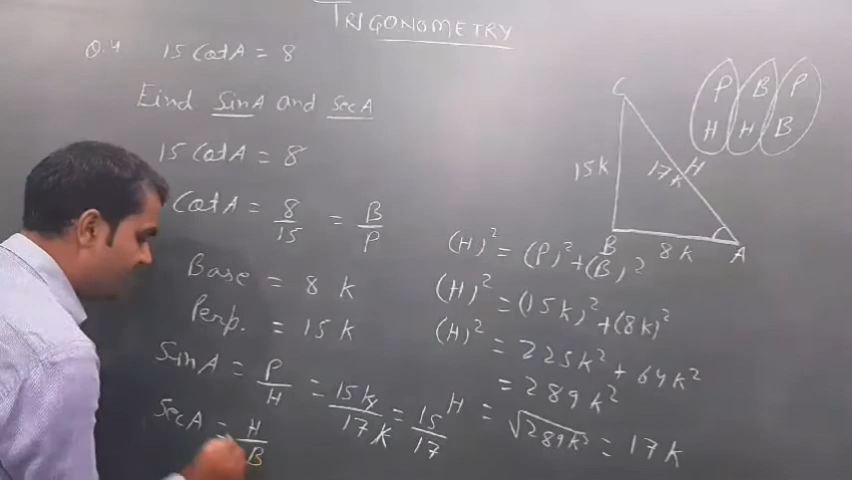 TRIGONOMETRY
Q.4 15 Cot A = 8
Find Sin A and Sec A
15 Cot A = 8
Cot A = 8/15 = B/P
Base = 8 k
Perp. = 15 k
Sin A = P/H = 15k/17k = 15/17
Sec A = H/B
P B P
H H B
C
15k
17k H
B
8 k
A
(H)² = (P)² + (B)²
(H)² = (15k)² + (8k)²
(H)² = 225k² + 64k²
= 289k²
H = √289k² = 17k